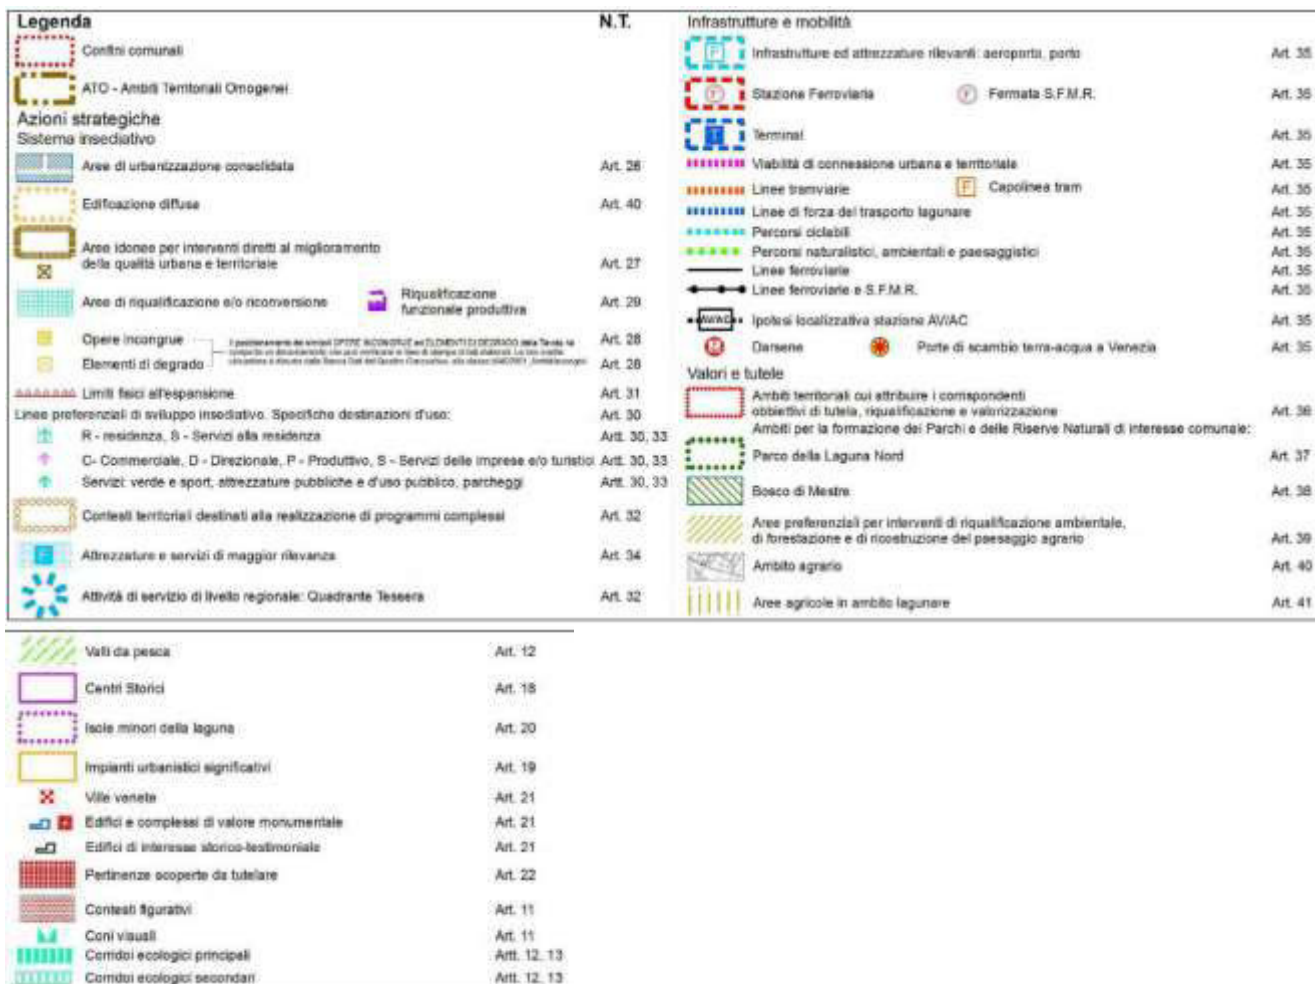 Legenda N.T.
Confini comunali
ATO - Ambiti Territoriali Omogenei
Azioni strategiche
Sistema insediativo
Aree di urbanizzazione consolidata Art. 26
Edificazione diffusa Art. 40
Aree idonee per interventi diretti al miglioramento
della qualità urbana e territoriale Art. 27
Aree di riqualificazione e/o riconversione
Riqualificazione
funzionale produttiva Art. 29
Opere incongrue Art. 28
Elementi di degrado Art. 28
Limiti fisici all'espansione Art. 31
Linee preferenziali di sviluppo insediativo. Specifiche destinazioni d'uso: Art. 30
R - residenza, S - Servizi alla residenza Artt. 30, 33
C- Commerciale, D - Direzionale, P - Produttivo, S - Servizi delle imprese e/o turistici Artt. 30, 33
Servizi: verde e sport, attrezzature pubbliche e d'uso pubblico, parcheggi Artt. 30, 33
Contesti territoriali destinati alla realizzazione di programmi complessi Art. 32
F Attrezzature e servizi di maggior rilevanza Art. 34
Attività di servizio di livello regionale: Quadrante Tessera Art. 32
Infrastrutture e mobilità
F Infrastrutture ed attrezzature rilevanti: aeroporto, porto Art. 35
Stazione Ferroviaria F Fermata S.F.M.R. Art. 35
T Terminal Art. 35
Viabilità di connessione urbana e territoriale Art. 35
Linee tramviarie F Capolinea tram Art. 35
Linee di forza del trasporto lagunare Art. 35
Percorsi ciclabili Art. 35
Percorsi naturalistici, ambientali e paesaggistici Art. 35
Linee ferroviarie Art. 35
Linee ferroviarie e S.F.M.R. Art. 35
AV/AC Ipotesi localizzativa stazione AV/AC Art. 35
Darsene Porte di scambio terra-acqua a Venezia Art. 35
Valori e tutele
Ambiti territoriali cui attribuire i corrispondenti
obbiettivi di tutela, riqualificazione e valorizzazione Art. 36
Ambiti per la formazione dei Parchi e delle Riserve Naturali di interesse comunale:
Parco della Laguna Nord Art. 37
Bosco di Mestre Art. 38
Aree preferenziali per interventi di riqualificazione ambientale,
di forestazione e di ricostruzione del paesaggio agrario Art. 39
Ambito agrario Art. 40
Aree agricole in ambito lagunare Art. 41
Valli da pesca Art. 12
Centri Storici Art. 18
Isole minori della laguna Art. 20
Impianti urbanistici significativi Art. 19
Ville venete Art. 21
Edifici e complessi di valore monumentale Art. 21
Edifici di interesse storico-testimoniale Art. 21
Pertinenze scoperte da tutelare Art. 22
Contesti figurativi Art. 11
Coni visuali Art. 11
Corridoi ecologici principali Artt. 12, 13
Corridoi ecologici secondari Artt. 12, 13